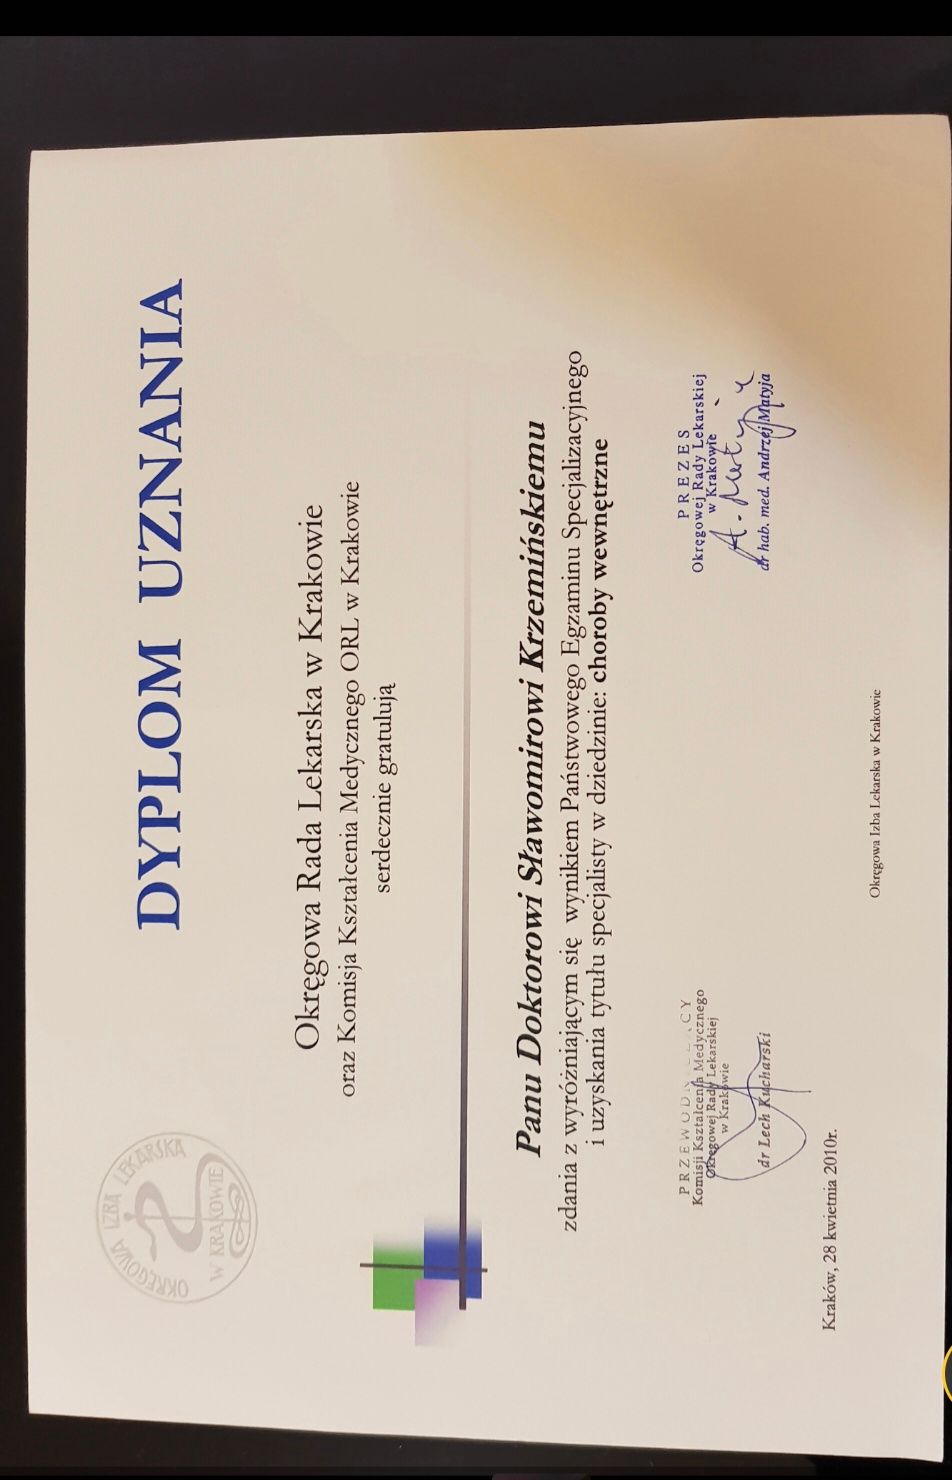 OKRĘGOWA IZBA LEKARSKA
W KRAKOWIE
DYPLOM UZNANIA
Okręgowa Rada Lekarska w Krakowie
oraz Komisja Kształcenia Medycznego ORL w Krakowie
serdecznie gratulują
Panu Doktorowi Sławomirowi Krzemińskiemu
zdania z wyróżniającym się wynikiem Państwowego Egzaminu Specjalizacyjnego
i uzyskania tytułu specjalisty w dziedzinie: choroby wewnętrzne
Komisji Kształcenia Medycznego
Okręgowej Rady Lekarskiej
w Krakowie
dr Lech Kucharski
PREZES
Okręgowej Rady Lekarskiej
w Krakowie
A. Matyja
dr hab. med. Andrzej Matyja
Kraków, 28 kwietnia 2010r.
Okręgowa Izba Lekarska w Krakowie